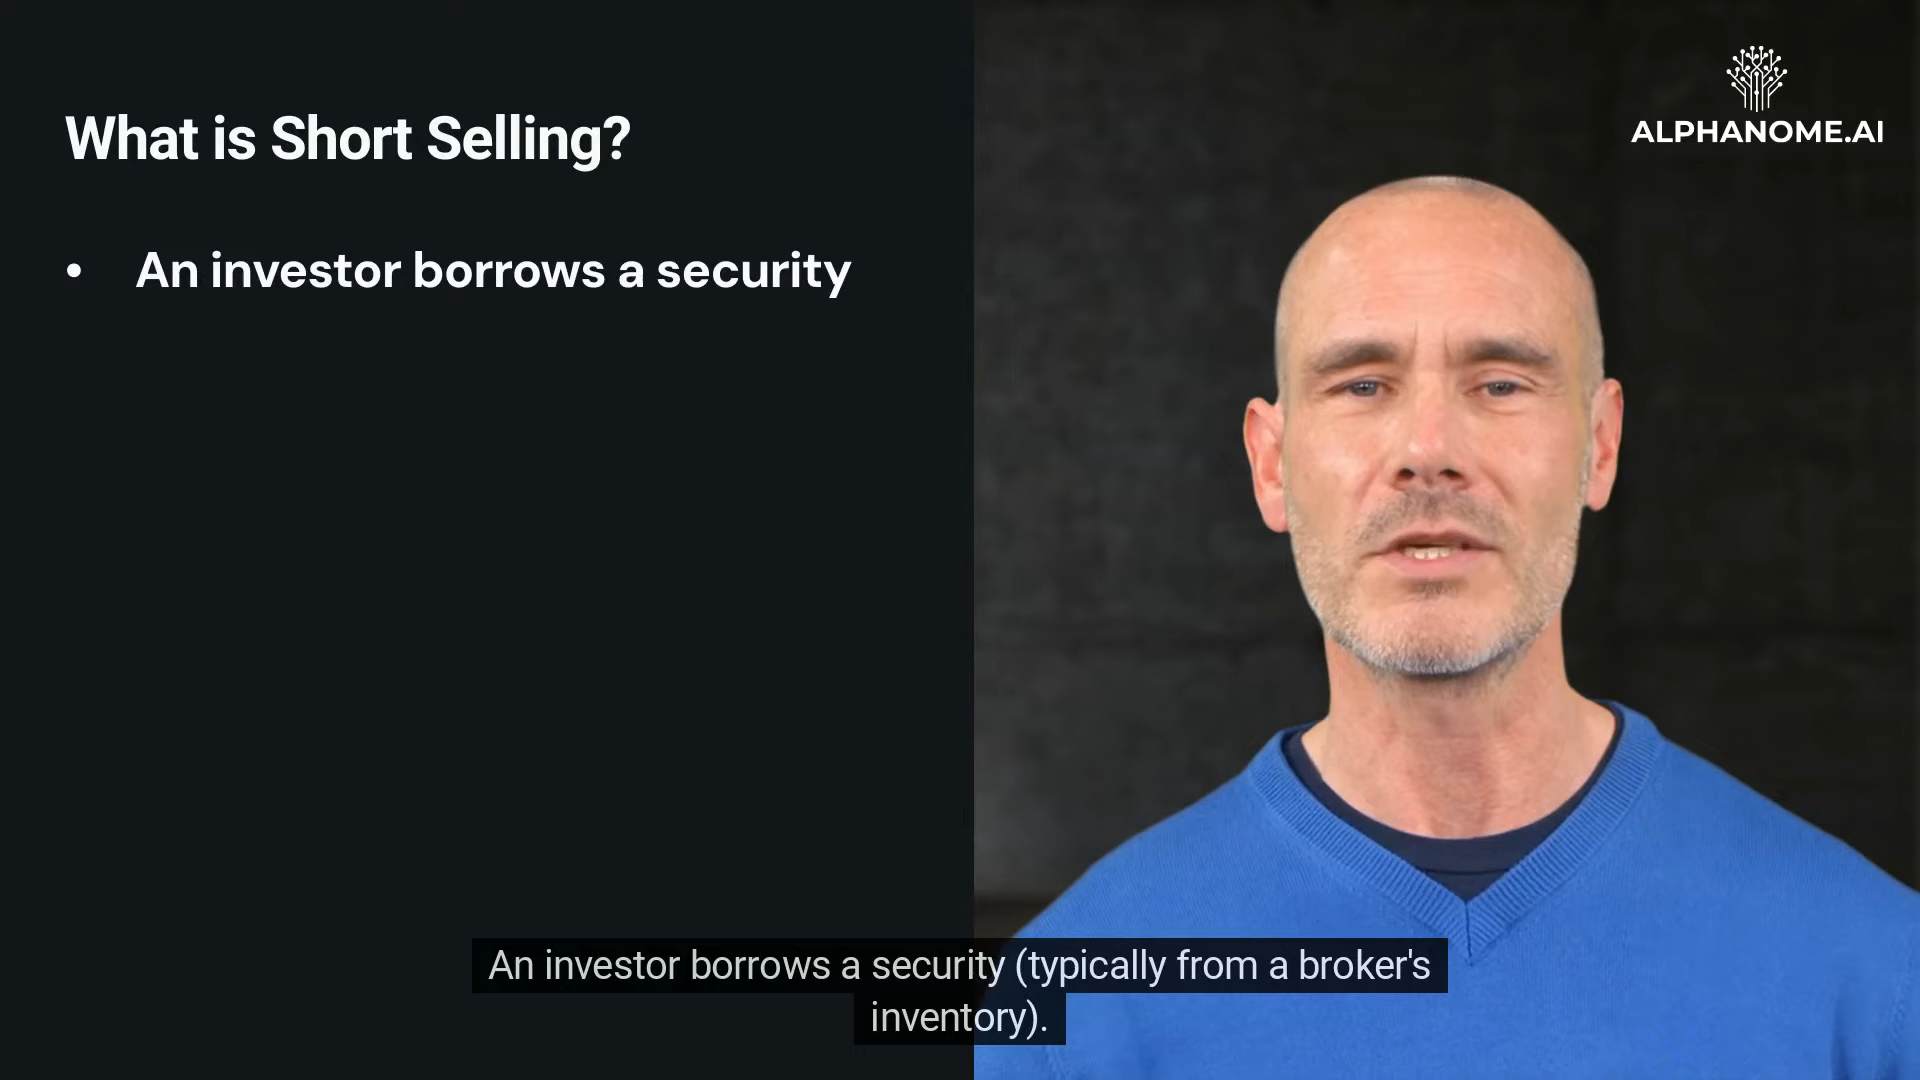 What is Short Selling?
• An investor borrows a security
ALPHANOME.AI
An investor borrows a security (typically from a broker's
inventory).